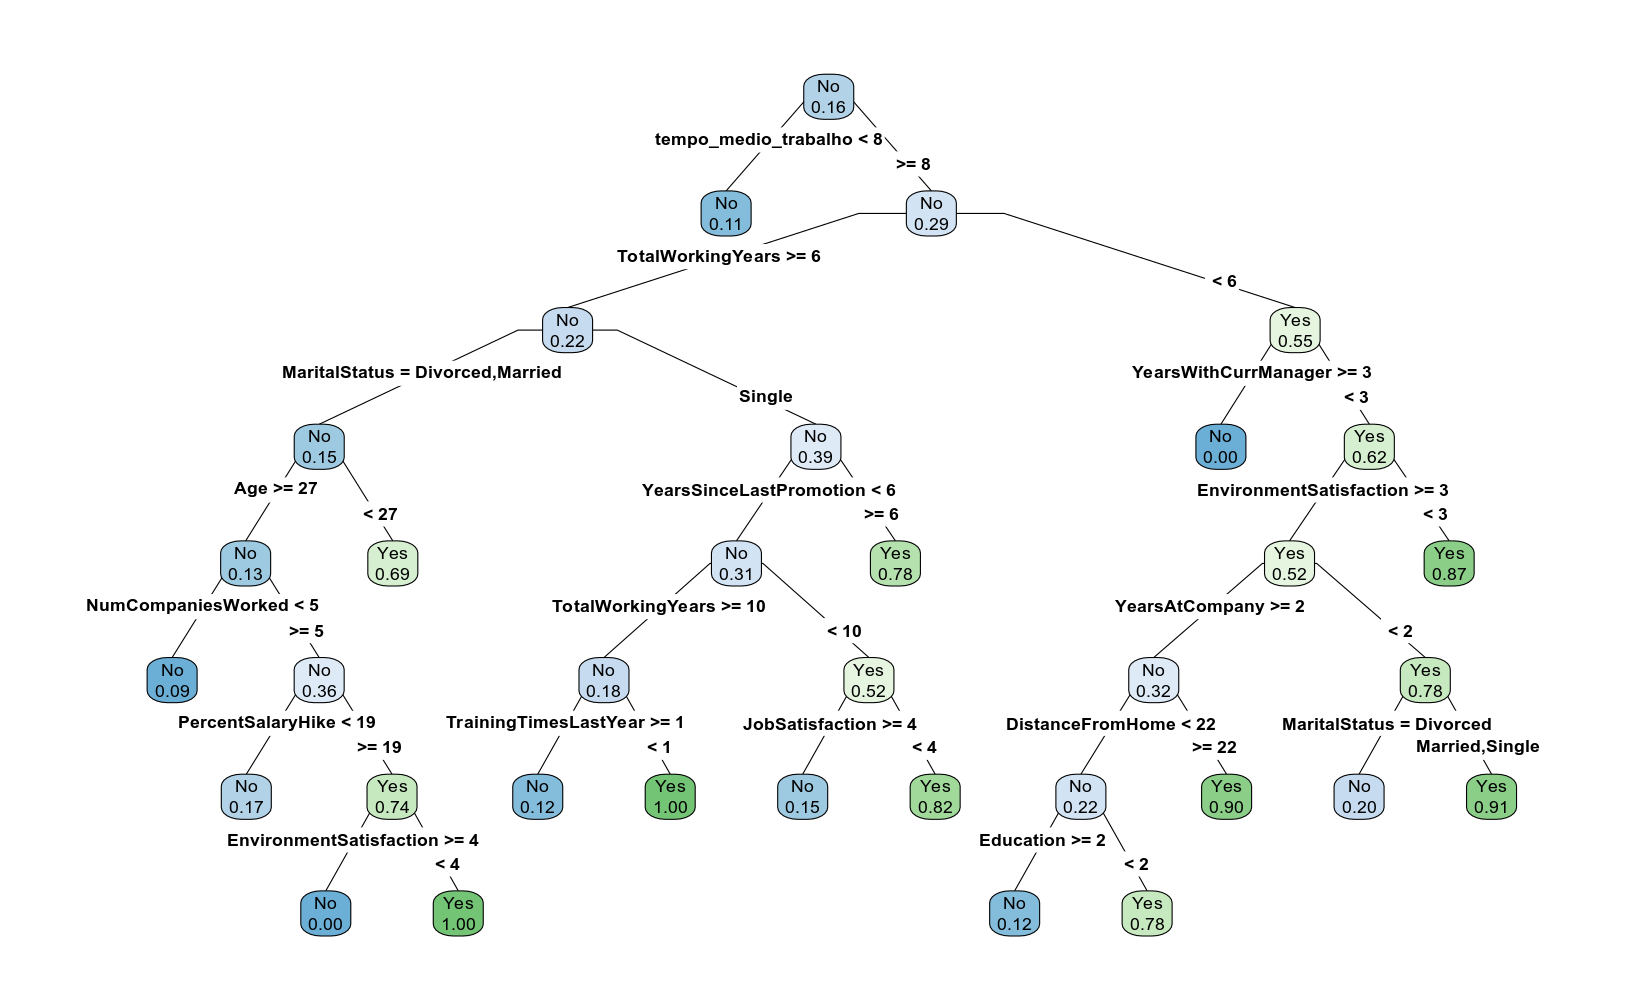 No
0.16
tempo_medio_trabalho < 8
>= 8
No
0.11
No
0.29
TotalWorkingYears >= 6
< 6
No
0.22
Yes
0.55
MaritalStatus = Divorced,Married
Single
YearsWithCurrManager >= 3
< 3
No
0.15
No
0.39
No
0.00
Yes
0.62
Age >= 27
< 27
YearsSinceLastPromotion < 6
>= 6
EnvironmentSatisfaction >= 3
< 3
No
0.13
Yes
0.69
No
0.31
Yes
0.78
Yes
0.52
Yes
0.87
NumCompaniesWorked < 5
>= 5
TotalWorkingYears >= 10
< 10
YearsAtCompany >= 2
< 2
No
0.09
No
0.36
No
0.18
Yes
0.52
No
0.32
Yes
0.78
PercentSalaryHike < 19
>= 19
TrainingTimesLastYear >= 1
< 1
JobSatisfaction >= 4
< 4
DistanceFromHome < 22
>= 22
MaritalStatus = Divorced
Married,Single
No
0.17
Yes
0.74
No
0.12
Yes
1.00
No
0.15
Yes
0.82
No
0.22
Yes
0.90
No
0.20
Yes
0.91
EnvironmentSatisfaction >= 4
< 4
Education >= 2
< 2
No
0.00
Yes
1.00
No
0.12
Yes
0.78